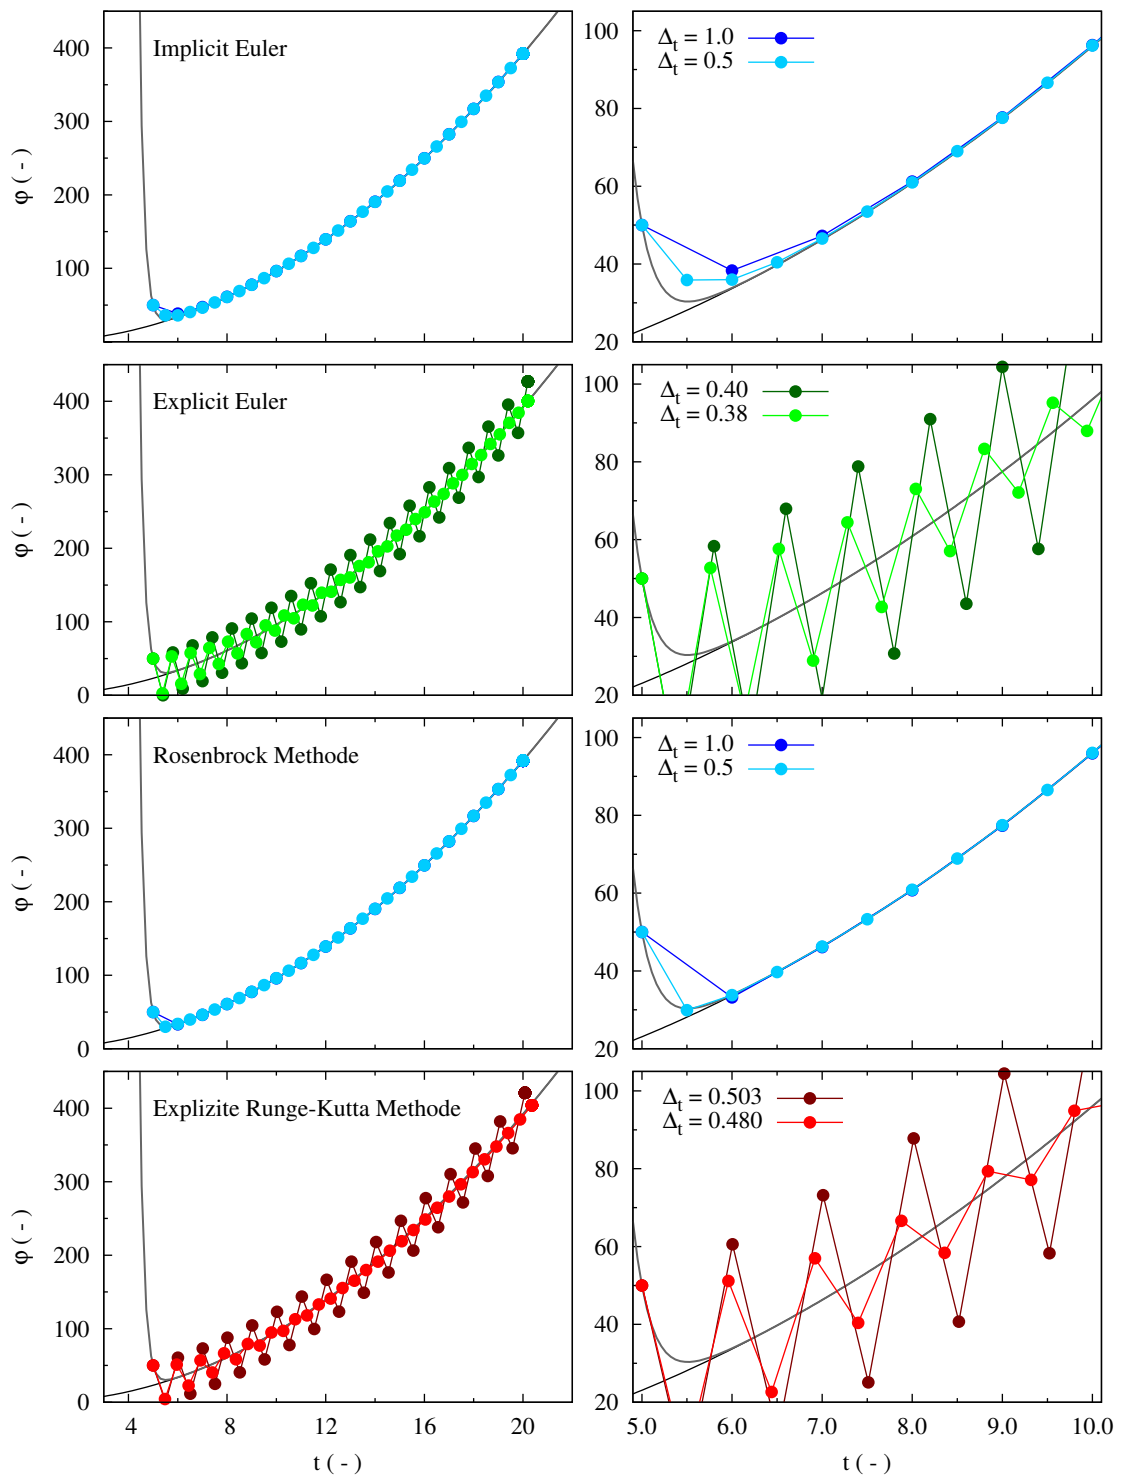 Implicit Euler
400
300
200
100
φ ( - )
Δt = 1.0
Δt = 0.5
100
80
60
40
20
Explicit Euler
400
300
200
100
0
φ ( - )
Δt = 0.40
Δt = 0.38
100
80
60
40
20
Rosenbrock Methode
400
300
200
100
0
φ ( - )
Δt = 1.0
Δt = 0.5
100
80
60
40
20
Explizite Runge-Kutta Methode
400
300
200
100
0
φ ( - )
4 8 12 16 20
t ( - )
Δt = 0.503
Δt = 0.480
100
80
60
40
20
5.0 6.0 7.0 8.0 9.0 10.0
t ( - )